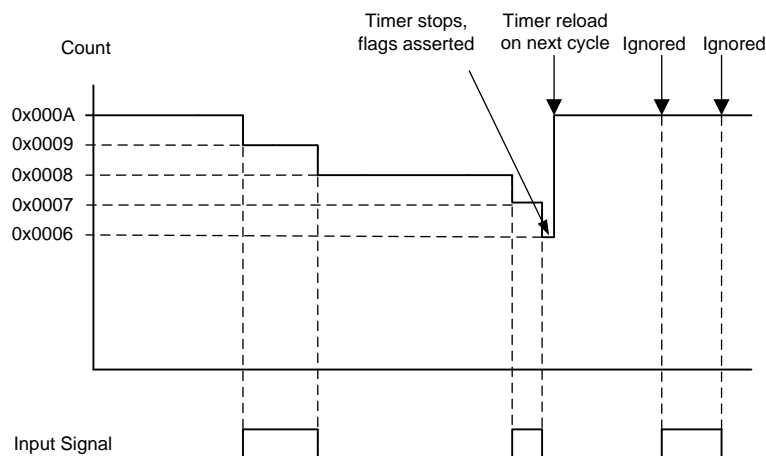 Timer stops,
flags asserted
Timer reload
on next cycle
Ignored
Ignored
Count
0x000A
0x0009
0x0008
0x0007
0x0006
Input Signal